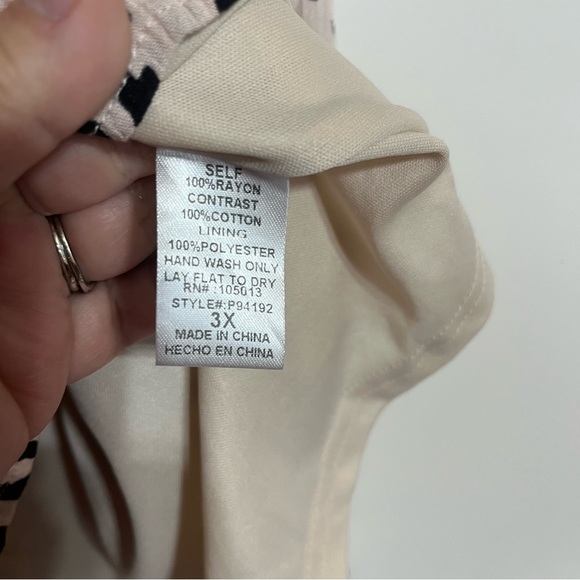 SELF
100%RAYON
CONTRAST
100%COTTON
LINING
100%POLYESTER
HAND WASH ONLY
LAY FLAT TO DRY
RN# :105013
STYLE#:P94192
3X
MADE IN CHINA
HECHO EN CHINA